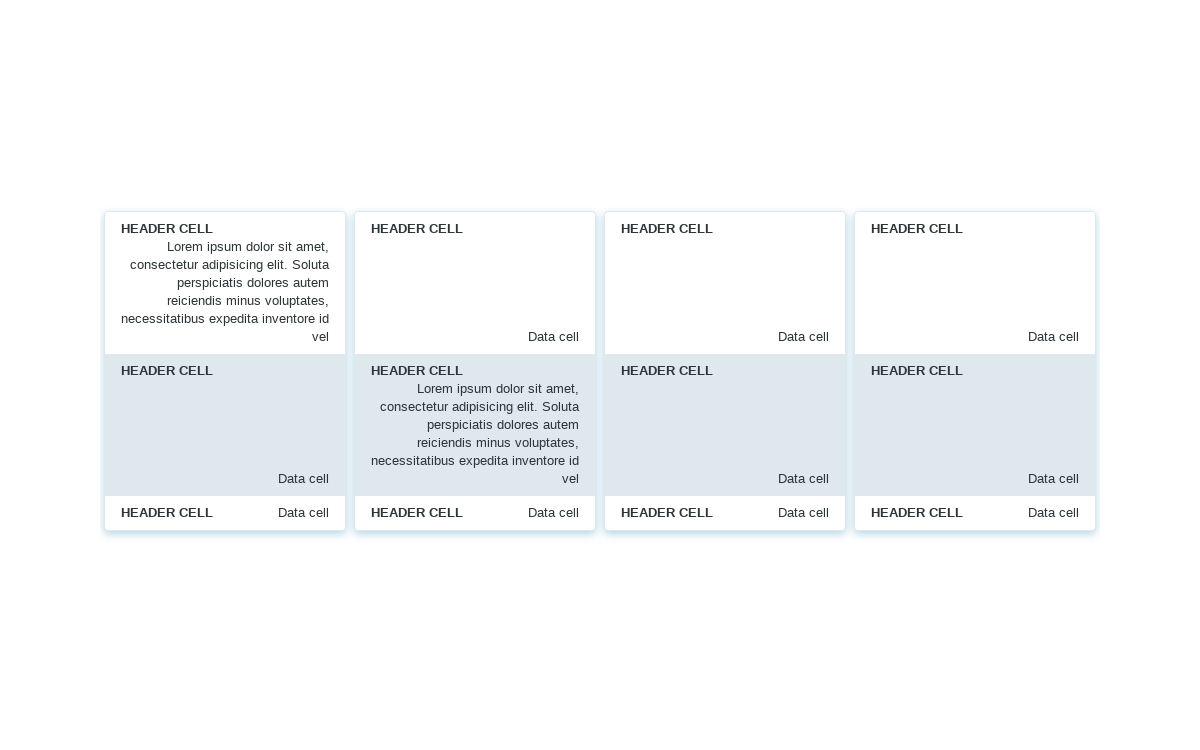 HEADER CELL
Lorem ipsum dolor sit amet,
consectetur adipisicing elit. Soluta
perspiciatis dolores autem
reiciendis minus voluptates,
necessitatibus expedita inventore id
vel
HEADER CELL
Data cell
HEADER CELL
Data cell
HEADER CELL
Data cell
HEADER CELL
Data cell
HEADER CELL
Lorem ipsum dolor sit amet,
consectetur adipisicing elit. Soluta
perspiciatis dolores autem
reiciendis minus voluptates,
necessitatibus expedita inventore id
vel
HEADER CELL
Data cell
HEADER CELL
Data cell
HEADER CELL Data cell
HEADER CELL Data cell
HEADER CELL Data cell
HEADER CELL Data cell